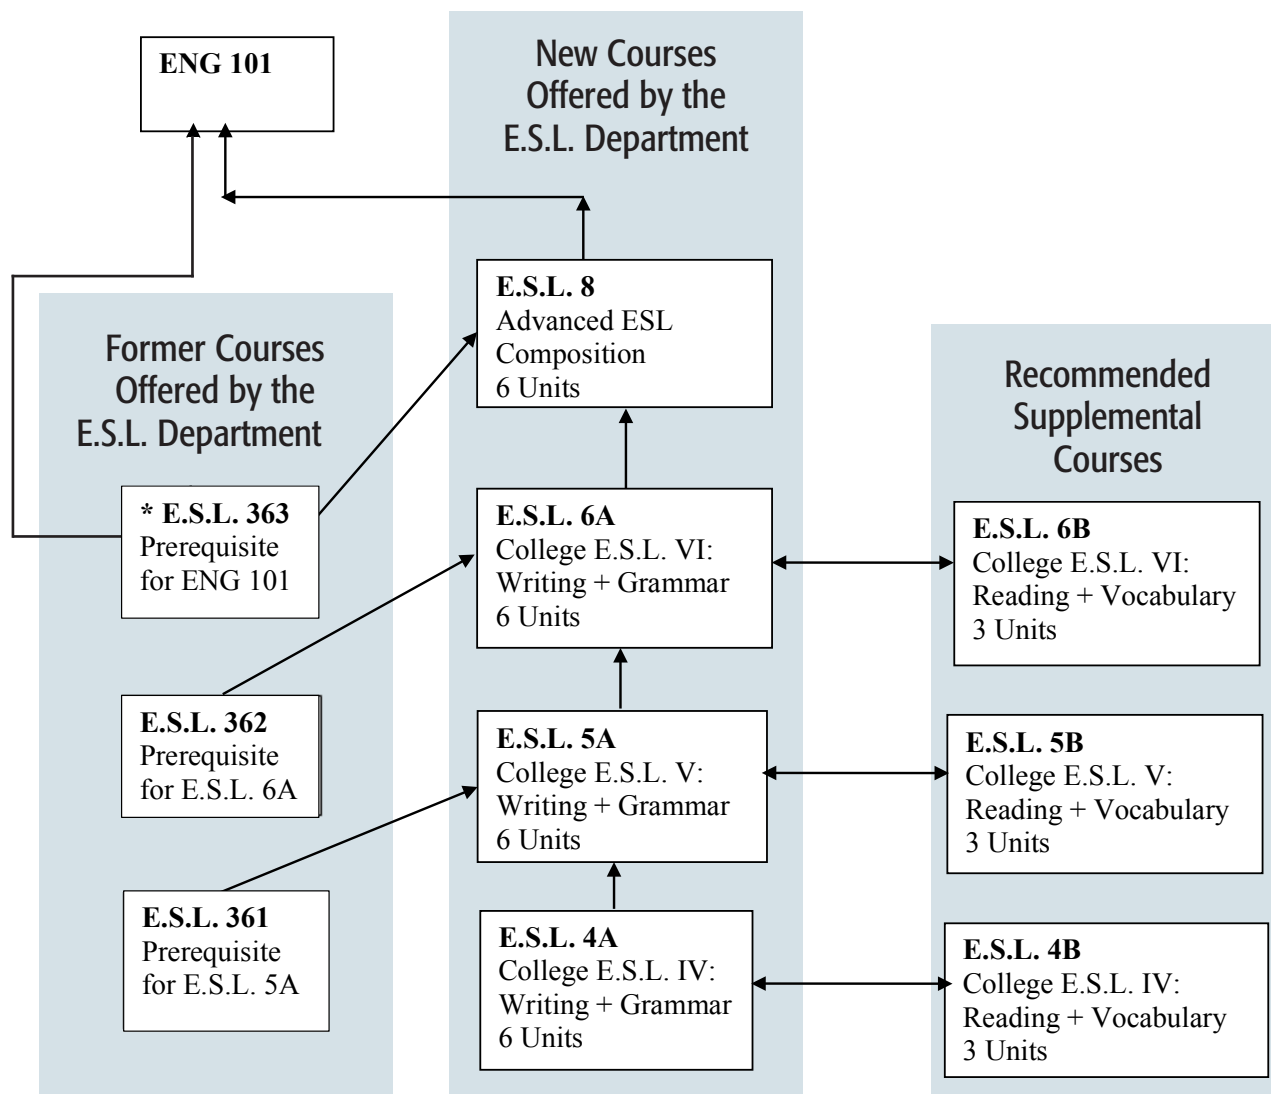 ENG 101
New Courses
Offered by the
E.S.L. Department
E.S.L. 8
Advanced ESL
Composition
6 Units
Former Courses
Offered by the
E.S.L. Department
Recommended
Supplemental
Courses
* E.S.L. 363
Prerequisite
for ENG 101
E.S.L. 6A
College E.S.L. VI:
Writing + Grammar
6 Units
E.S.L. 6B
College E.S.L. VI:
Reading + Vocabulary
3 Units
E.S.L. 362
Prerequisite
for E.S.L. 6A
E.S.L. 5A
College E.S.L. V:
Writing + Grammar
6 Units
E.S.L. 5B
College E.S.L. V:
Reading + Vocabulary
3 Units
E.S.L. 361
Prerequisite
for E.S.L. 5A
E.S.L. 4A
College E.S.L. IV:
Writing + Grammar
6 Units
E.S.L. 4B
College E.S.L. IV:
Reading + Vocabulary
3 Units